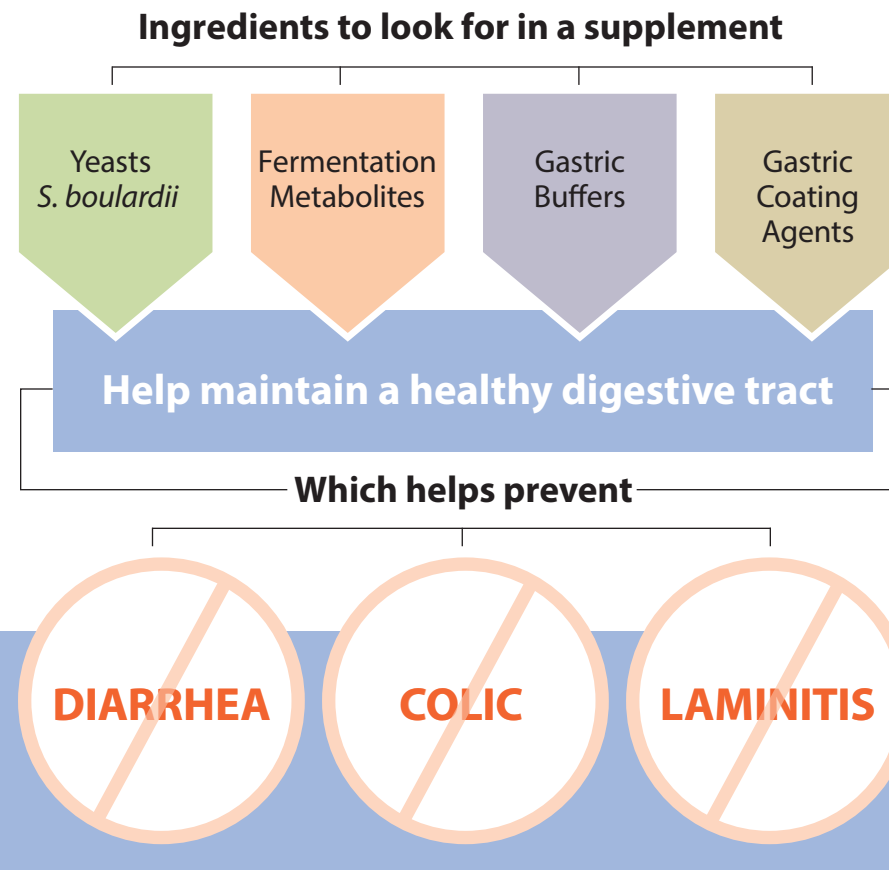 Ingredients to look for in a supplement
Yeasts
S. boulardii
Fermentation
Metabolites
Gastric
Buffers
Gastric
Coating
Agents
Help maintain a healthy digestive tract
Which helps prevent
DIARRHEA
COLIC
LAMINITIS